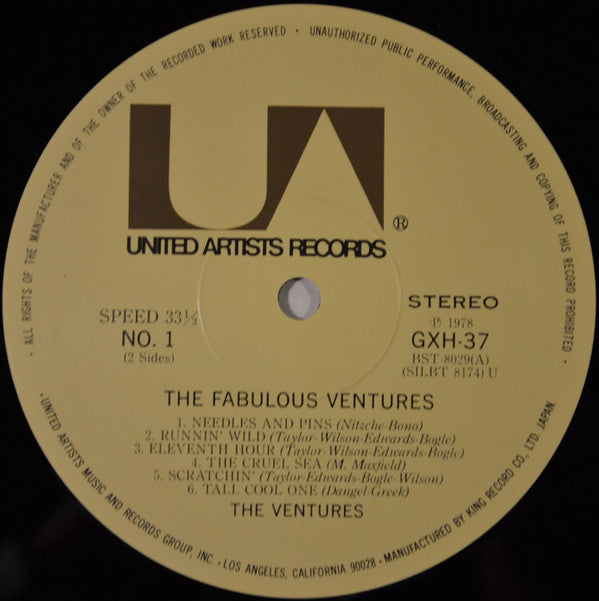 · ALL RIGHTS OF THE MANUFACTURER AND OF THE OWNER OF THE RECORDED WORK RESERVED · UNAUTHORIZED PUBLIC PERFORMANCE, BROADCASTING AND COPYING OF THIS RECORD PROHIBITED ·
UA
®
UNITED ARTISTS RECORDS
SPEED 33⅓
NO. 1
(2 Sides)
STEREO
Ⓟ 1978
GXH-37
BST-8029(A)
(SILBT 8174) U
THE FABULOUS VENTURES
1. NEEDLES AND PINS (Nitzche-Bono)
2. RUNNIN' WILD (Taylor-Wilson-Edwards-Bogle)
3. ELEVENTH HOUR (Taylor-Wilson-Edwards-Bogle)
4. THE CRUEL SEA (M. Maxfield)
5. SCRATCHIN' (Taylor-Edwards-Bogle-Wilson)
6. TALL COOL ONE (Dangel-Greek)
THE VENTURES
· UNITED ARTISTS MUSIC AND RECORDS GROUP, INC. · LOS ANGELES, CALIFORNIA 90028 · MANUFACTURED BY KING RECORD CO., LTD. JAPAN.